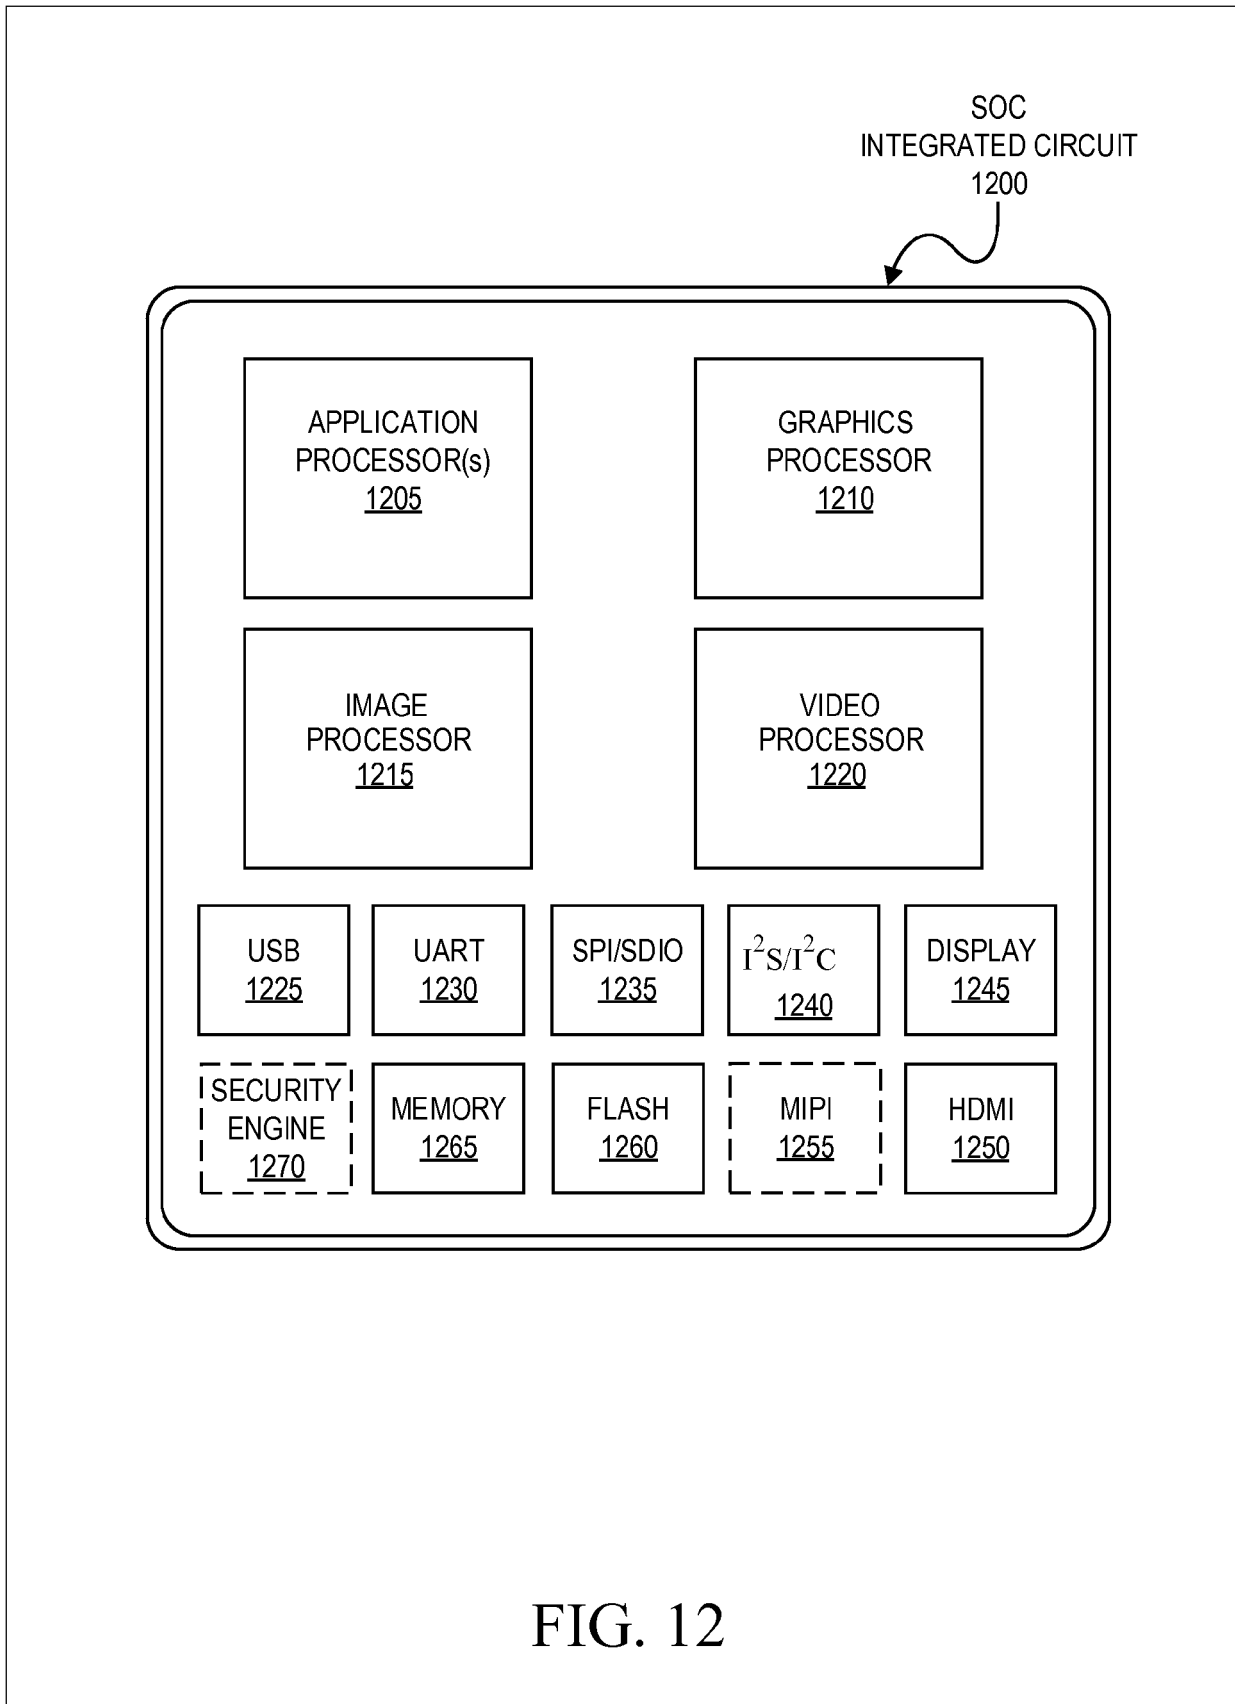 SOC
INTEGRATED CIRCUIT
1200
APPLICATION
PROCESSOR(s)
1205
GRAPHICS
PROCESSOR
1210
IMAGE
PROCESSOR
1215
VIDEO
PROCESSOR
1220
USB
1225
UART
1230
SPI/SDIO
1235
I²S/I²C
1240
DISPLAY
1245
SECURITY
ENGINE
1270
MEMORY
1265
FLASH
1260
MIPI
1255
HDMI
1250
FIG. 12